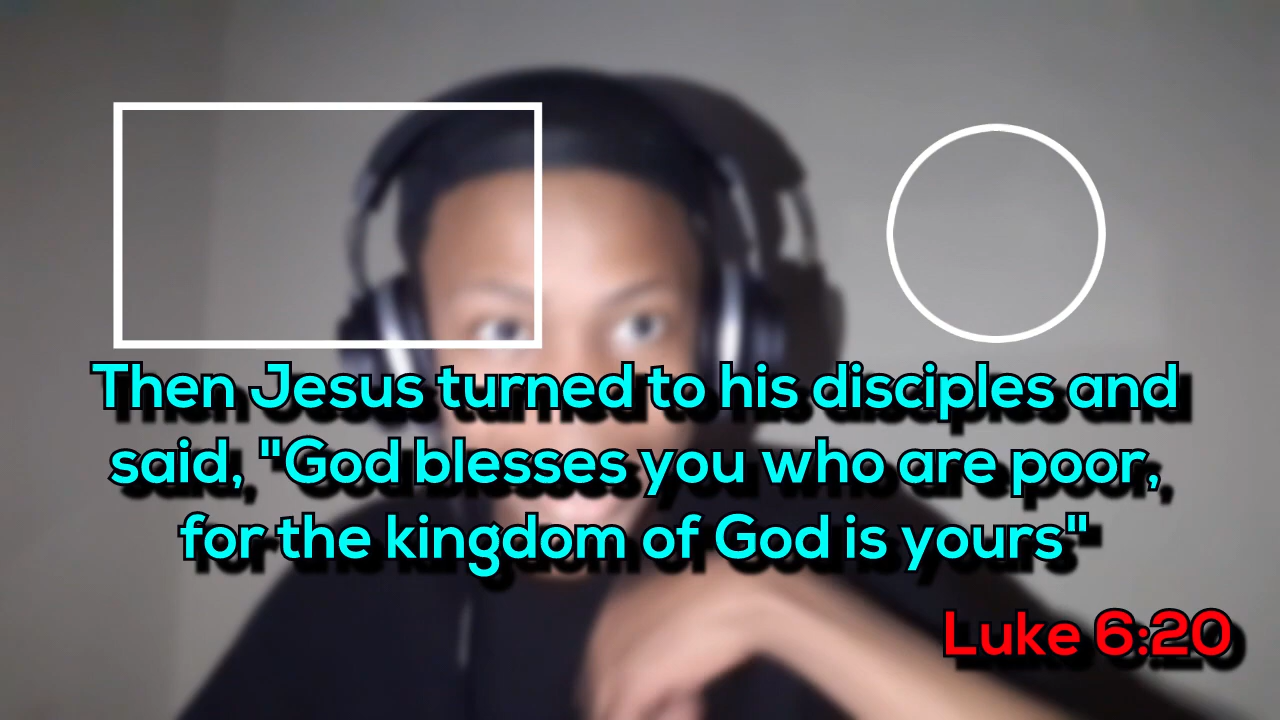 Then Jesus turned to his disciples and
said, "God blesses you who are poor,
for the kingdom of God is yours"
Luke 6:20